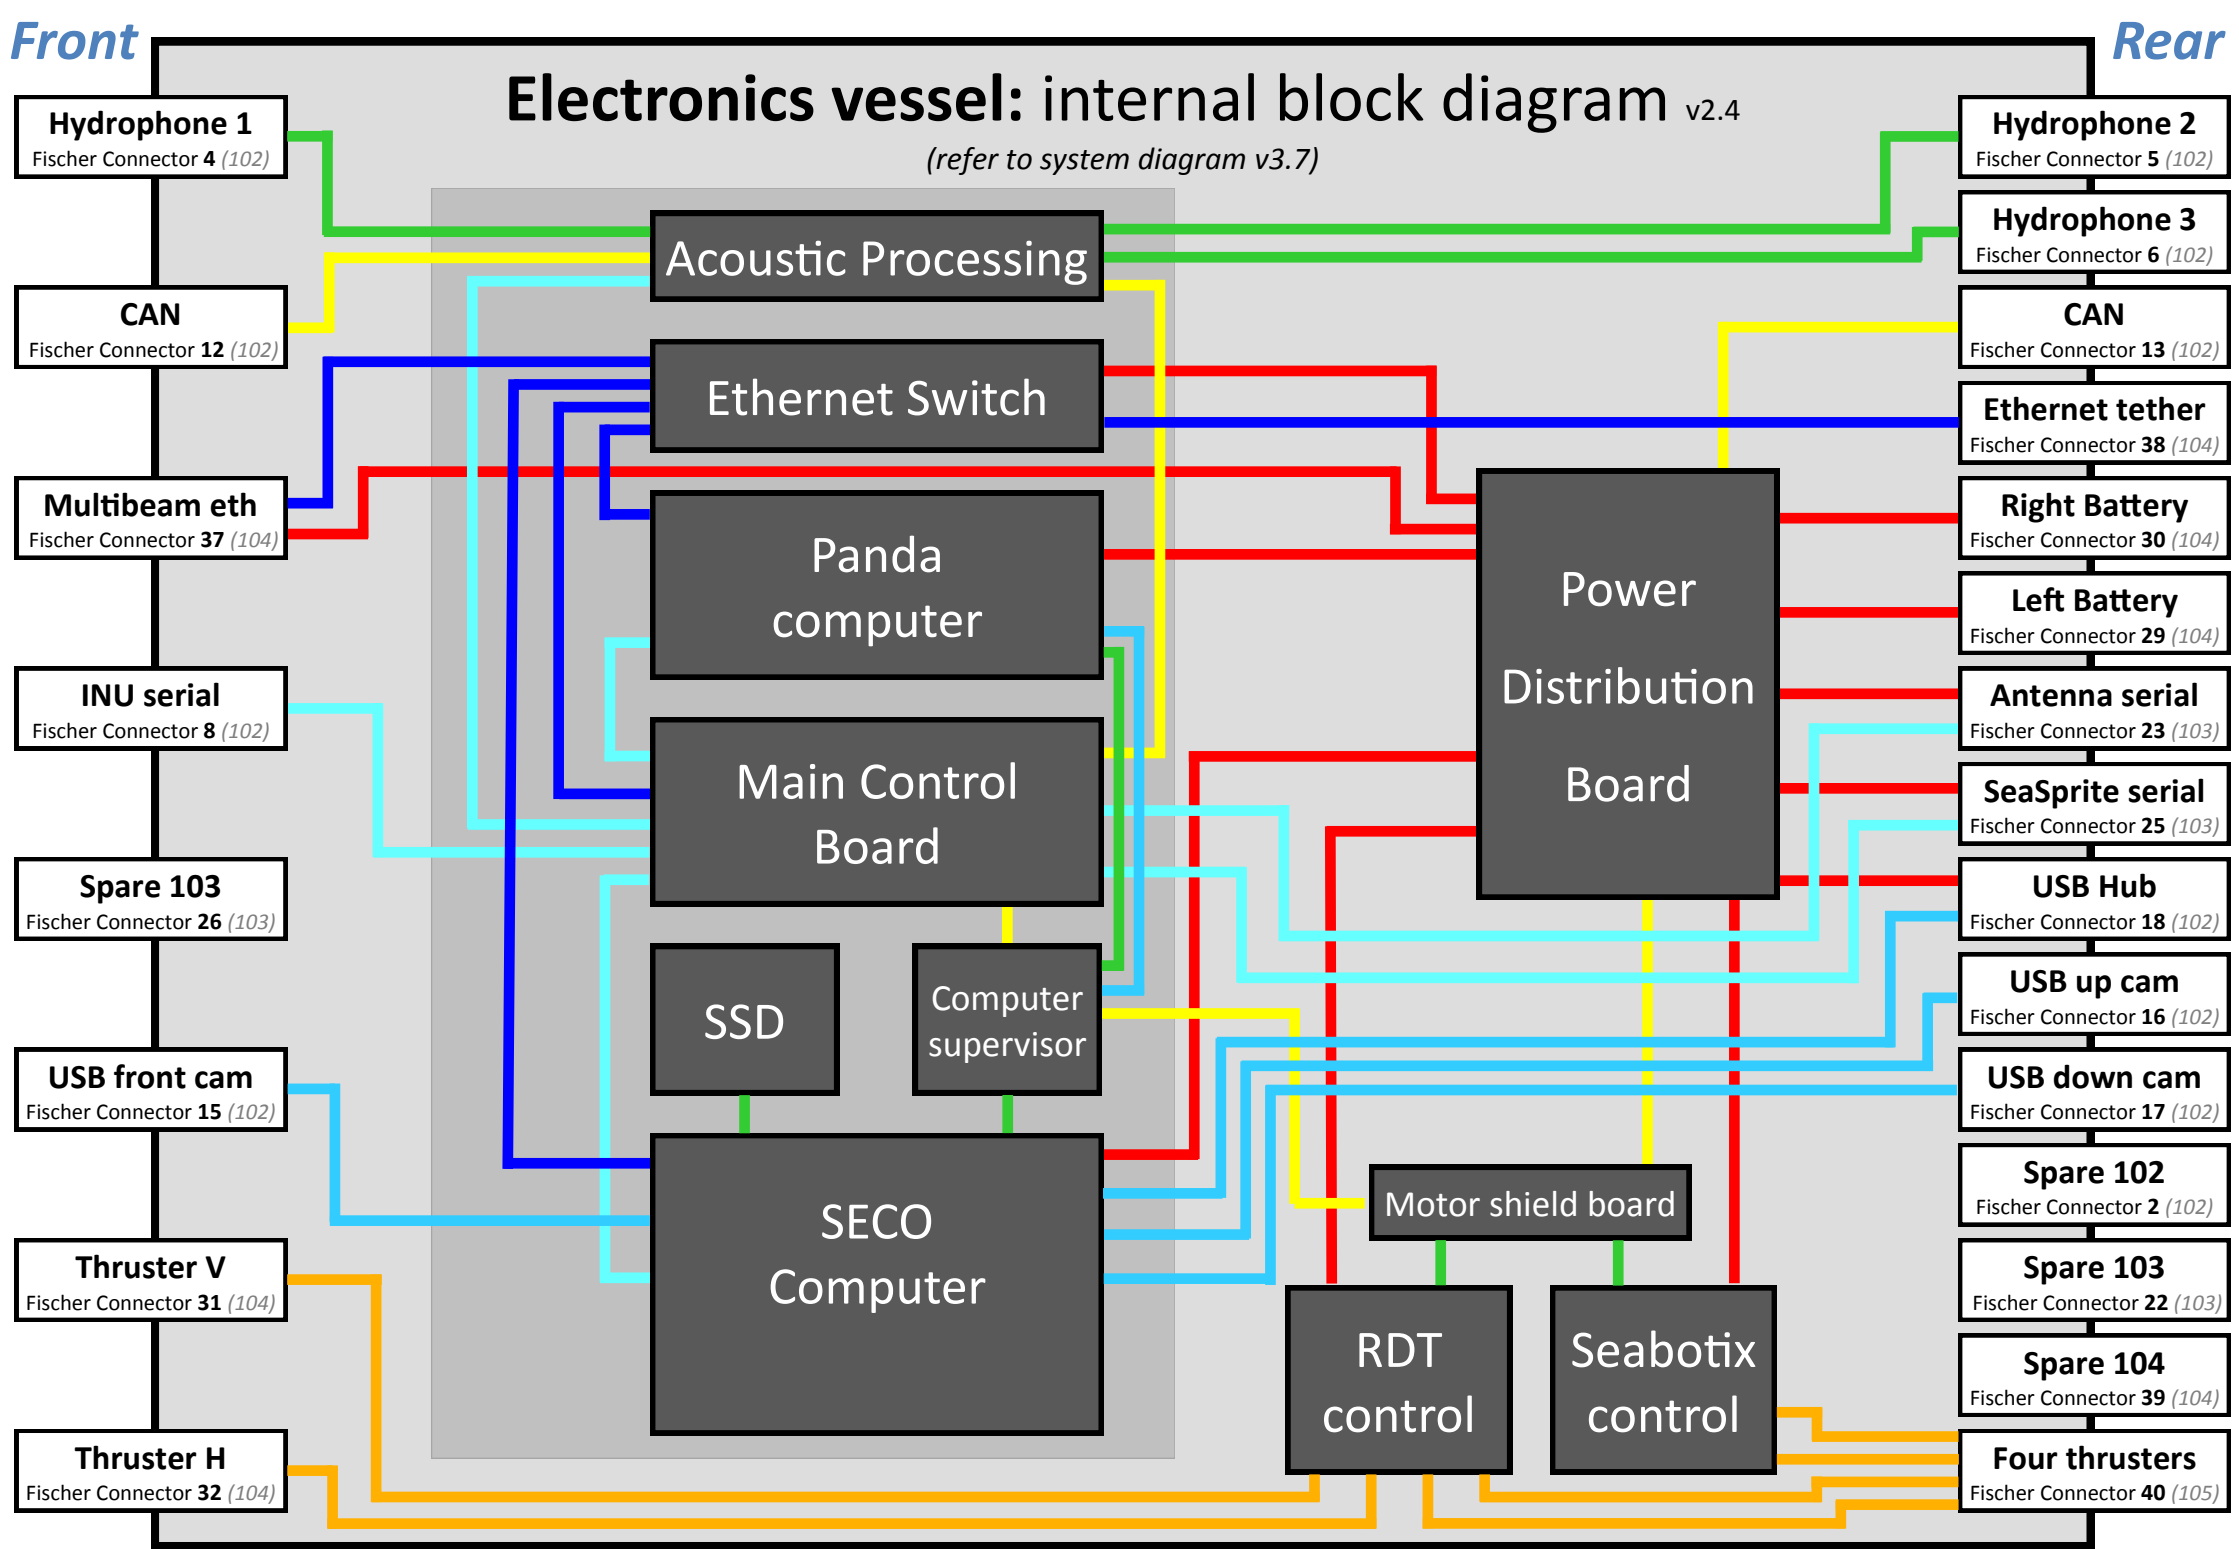 Front
Rear
Electronics vessel: internal block diagram v2.4
(refer to system diagram v3.7)
Hydrophone 1
Fischer Connector 4 (102)
CAN
Fischer Connector 12 (102)
Multibeam eth
Fischer Connector 37 (104)
INU serial
Fischer Connector 8 (102)
Spare 103
Fischer Connector 26 (103)
USB front cam
Fischer Connector 15 (102)
Thruster V
Fischer Connector 31 (104)
Thruster H
Fischer Connector 32 (104)
Acoustic Processing
Ethernet Switch
Panda
computer
Main Control
Board
SSD
Computer
supervisor
SECO
Computer
Power
Distribution
Board
Motor shield board
RDT
control
Seabotix
control
Hydrophone 2
Fischer Connector 5 (102)
Hydrophone 3
Fischer Connector 6 (102)
CAN
Fischer Connector 13 (102)
Ethernet tether
Fischer Connector 38 (104)
Right Battery
Fischer Connector 30 (104)
Left Battery
Fischer Connector 29 (104)
Antenna serial
Fischer Connector 23 (103)
SeaSprite serial
Fischer Connector 25 (103)
USB Hub
Fischer Connector 18 (102)
USB up cam
Fischer Connector 16 (102)
USB down cam
Fischer Connector 17 (102)
Spare 102
Fischer Connector 2 (102)
Spare 103
Fischer Connector 22 (103)
Spare 104
Fischer Connector 39 (104)
Four thrusters
Fischer Connector 40 (105)